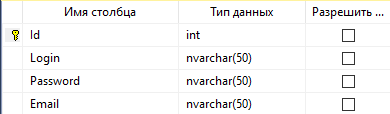 Имя столбца Тип данных Разрешить ...
Id int
Login nvarchar(50)
Password nvarchar(50)
Email nvarchar(50)